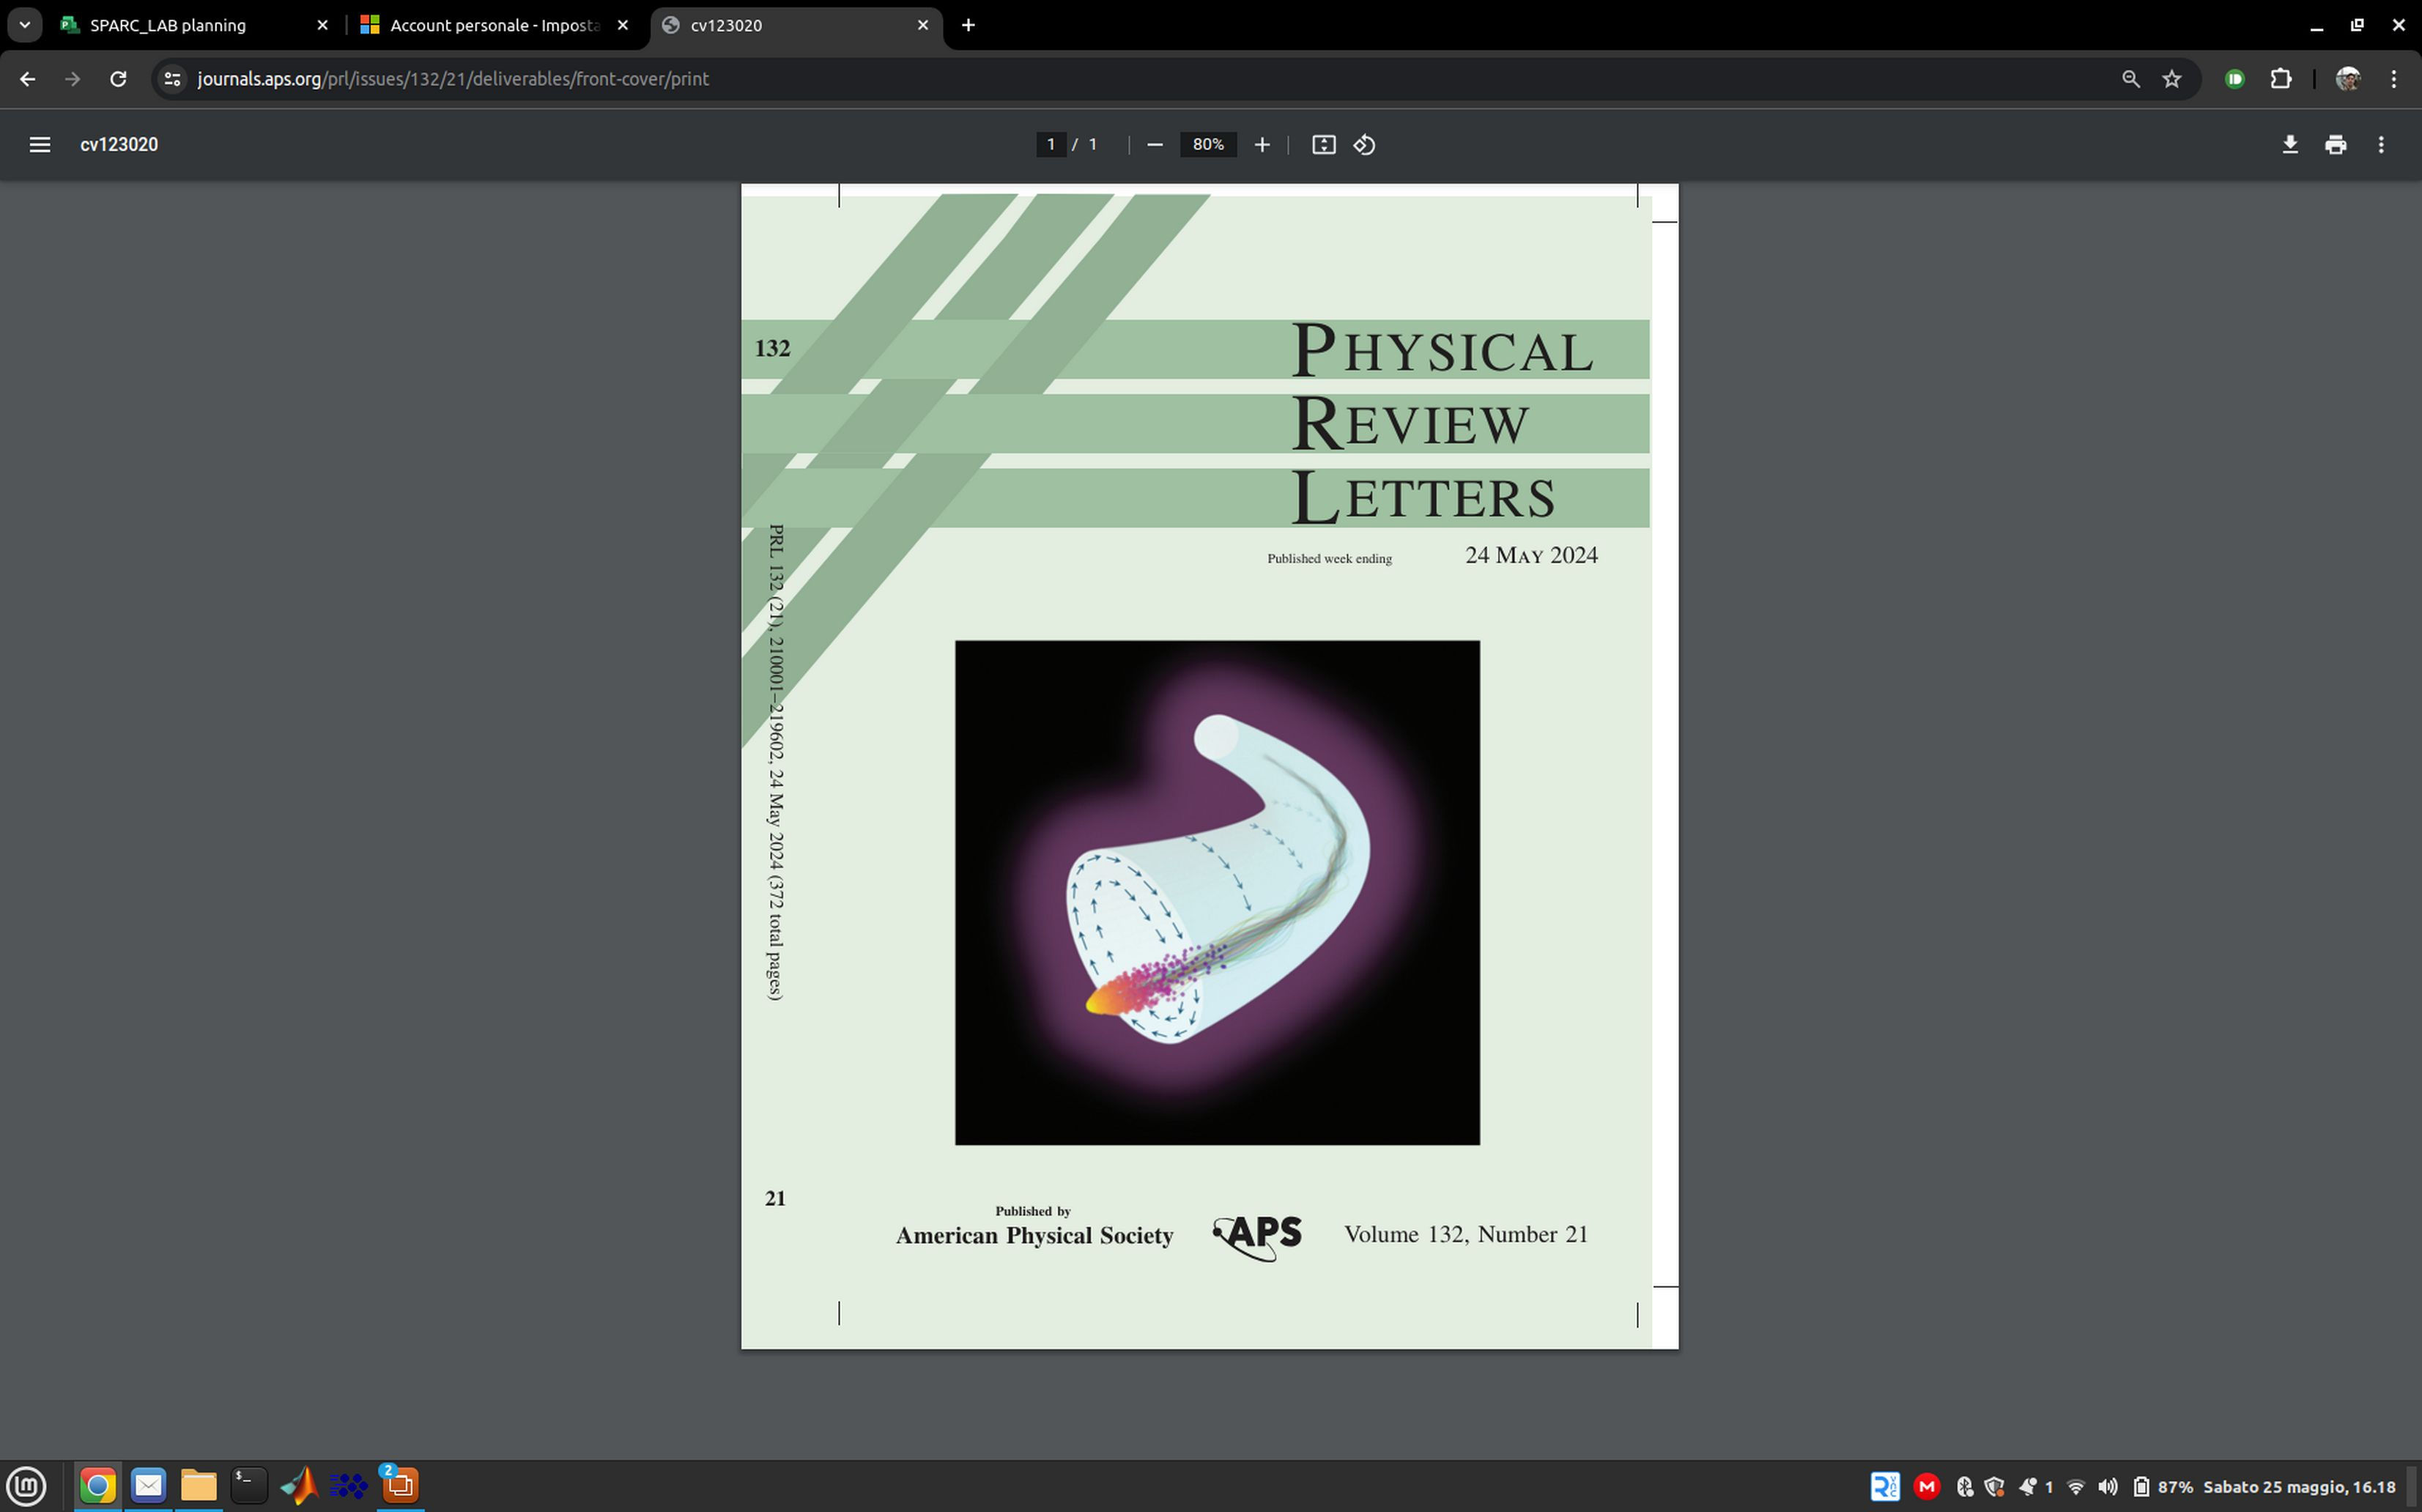 SPARC_LAB planning
Account personale - Imposta
cv123020
journals.aps.org/prl/issues/132/21/deliverables/front-cover/print
cv123020
1 / 1
80%
132
PHYSICAL
REVIEW
LETTERS
Published week ending 24 MAY 2024
PRL 132 (21), 210001–219602, 24 May 2024 (372 total pages)
21
Published by
American Physical Society
APS
Volume 132, Number 21
lm
$_
2
R VNC
M
1
87%
Sabato 25 maggio, 16.18